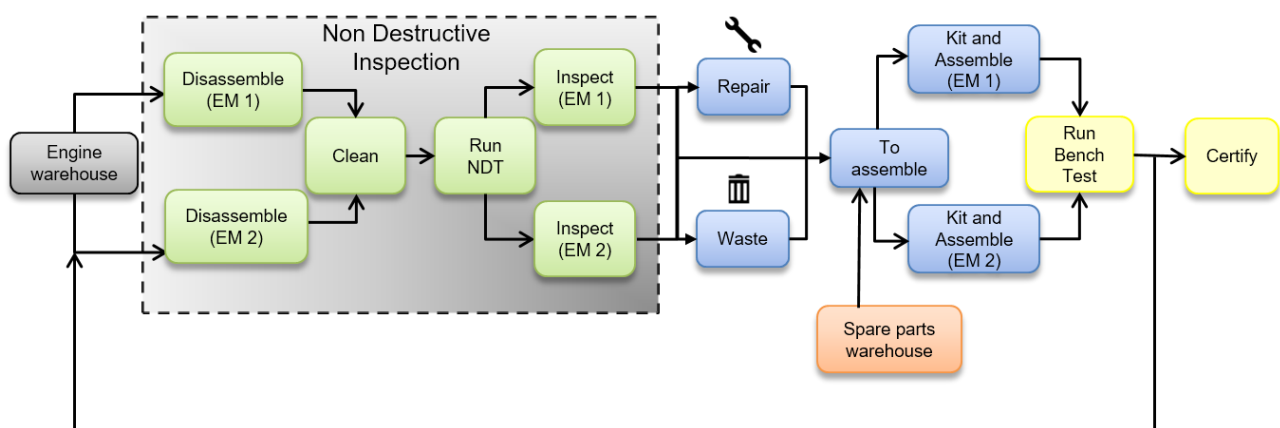 Non Destructive
Inspection
Engine
warehouse
Disassemble
(EM 1)
Disassemble
(EM 2)
Clean
Run
NDT
Inspect
(EM 1)
Inspect
(EM 2)
Repair
Waste
To
assemble
Spare parts
warehouse
Kit and
Assemble
(EM 1)
Kit and
Assemble
(EM 2)
Run
Bench
Test
Certify